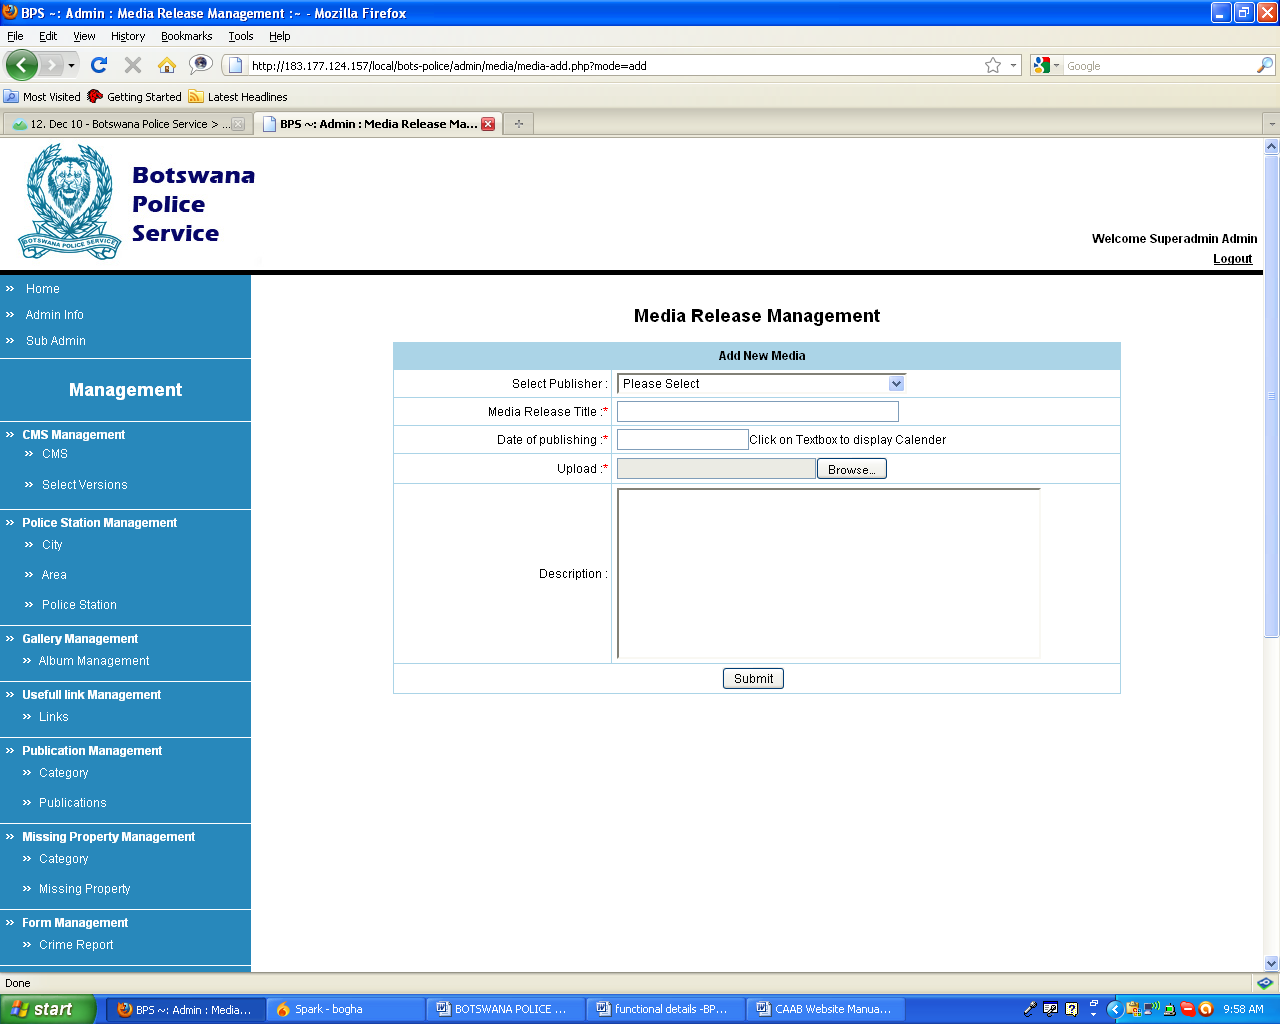 BPS ~: Admin : Media Release Management :~ - Mozilla Firefox
File Edit View History Bookmarks Tools Help
http://183.177.124.157/local/bots-police/admin/media/media-add.php?mode=add
Google
Most Visited Getting Started Latest Headlines
12. Dec 10 - Botswana Police Service > ...
BPS ~: Admin : Media Release Ma...
BOTSWANA POLICE SERVICE
Botswana
Police
Service
Welcome Superadmin Admin
Logout
Home
Admin Info
Sub Admin
Management
CMS Management
CMS
Select Versions
Police Station Management
City
Area
Police Station
Gallery Management
Album Management
Usefull link Management
Links
Publication Management
Category
Publications
Missing Property Management
Category
Missing Property
Form Management
Crime Report
Media Release Management
Add New Media
Select Publisher : Please Select
Media Release Title :*
Date of publishing :* Click on Textbox to display Calender
Upload :* Browse...
Description :
Submit
Done
start BPS ~: Admin : Media... Spark - bogha BOTSWANA POLICE ... functional details -BP... CAAB Website Manua... 9:58 AM